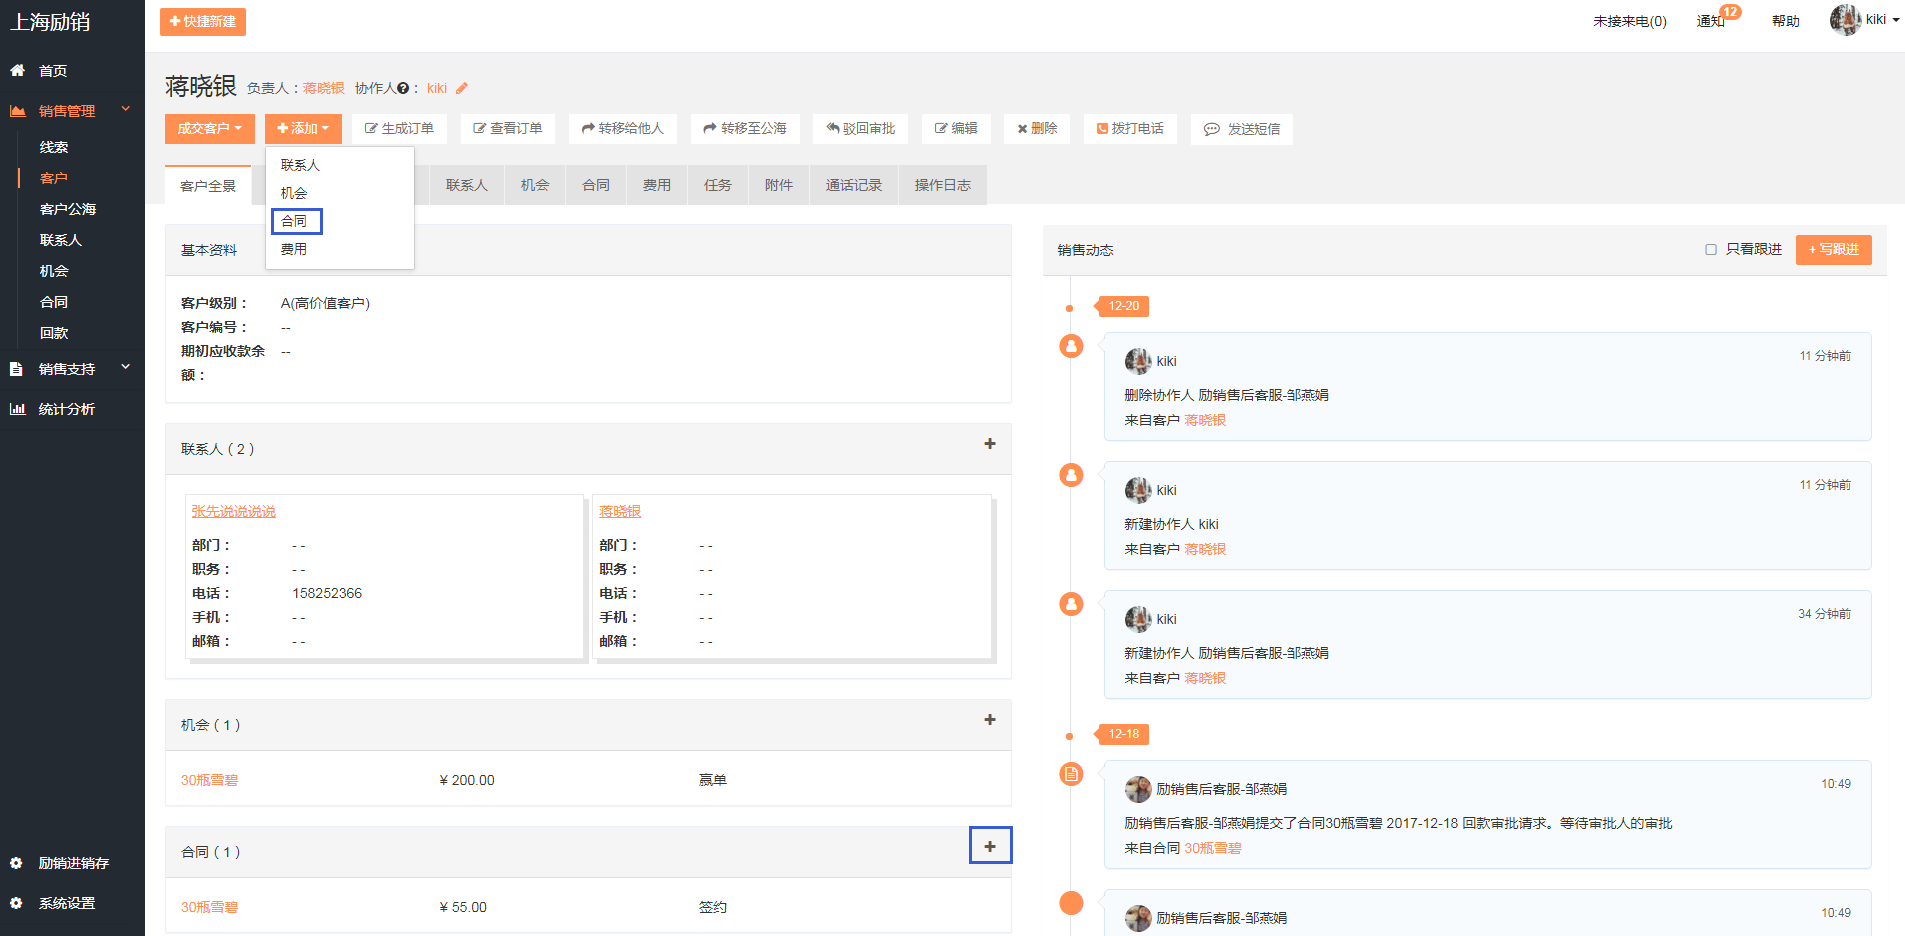 上海励销
快捷新建
未接来电(0)
通知
12
帮助
kiki
首页
销售管理
线索
客户
客户公海
联系人
机会
合同
回款
销售支持
统计分析
励销进销存
系统设置
蒋晓银 负责人：蒋晓银 协作人?： kiki
成交客户
添加
生成订单
查看订单
转移给他人
转移至公海
驳回审批
编辑
删除
拨打电话
发送短信
联系人
机会
合同
费用
客户全景
联系人
机会
合同
费用
任务
附件
通话记录
操作日志
基本资料
客户级别： A(高价值客户)
客户编号： --
期初应收款余 --
额：
联系人 ( 2 )
张先说说说说
部门： - -
职务： - -
电话： 158252366
手机： - -
邮箱： - -
蒋晓银
部门： - -
职务： - -
电话： - -
手机： - -
邮箱： - -
机会 ( 1 )
30瓶雪碧 ¥ 200.00 赢单
合同 ( 1 )
30瓶雪碧 ¥ 55.00 签约
销售动态
只看跟进
+ 写跟进
12-20
kiki
11 分钟前
删除协作人 励销售后客服-邹燕娟
来自客户 蒋晓银
kiki
11 分钟前
新建协作人 kiki
来自客户 蒋晓银
kiki
34 分钟前
新建协作人 励销售后客服-邹燕娟
来自客户 蒋晓银
12-18
励销售后客服-邹燕娟
10:49
励销售后客服-邹燕娟提交了合同30瓶雪碧 2017-12-18 回款审批请求。等待审批人的审批
来自合同 30瓶雪碧
励销售后客服-邹燕娟
10:49